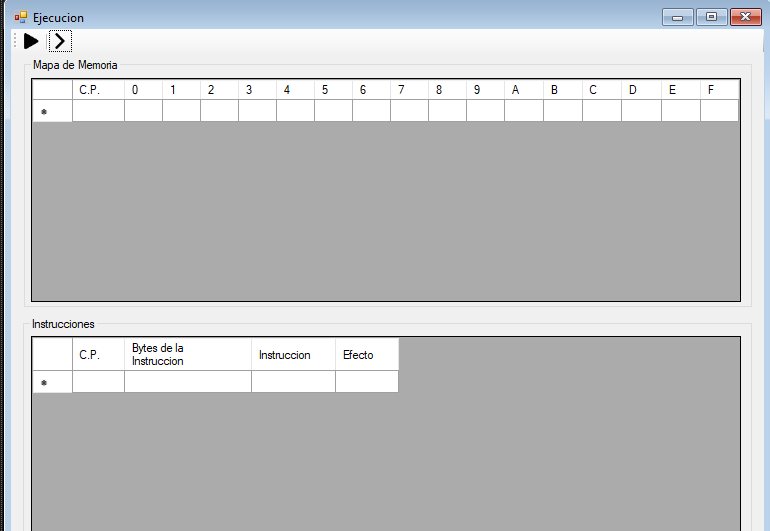 Ejecucion
Mapa de Memoria
C.P. 0 1 2 3 4 5 6 7 8 9 A B C D E F
Instrucciones
C.P. Bytes de la Instruccion Instruccion Efecto